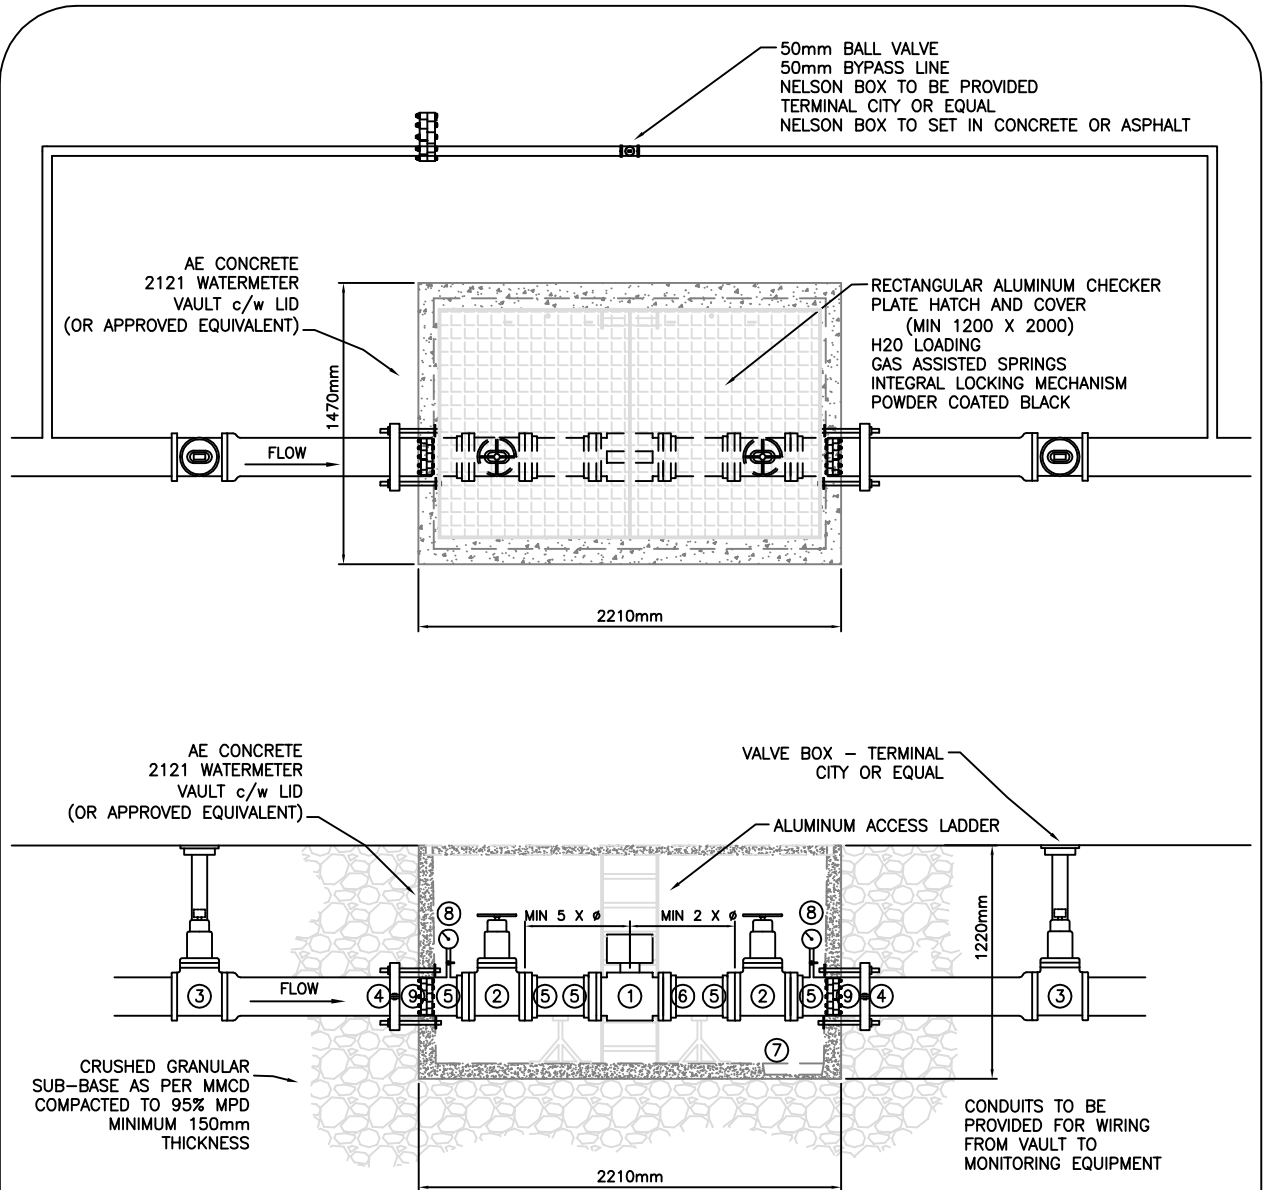 50mm BALL VALVE
50mm BYPASS LINE
NELSON BOX TO BE PROVIDED
TERMINAL CITY OR EQUAL
NELSON BOX TO SET IN CONCRETE OR ASPHALT
AE CONCRETE
2121 WATERMETER
VAULT c/w LID
(OR APPROVED EQUIVALENT)
RECTANGULAR ALUMINUM CHECKER
PLATE HATCH AND COVER
(MIN 1200 X 2000)
H20 LOADING
GAS ASSISTED SPRINGS
INTEGRAL LOCKING MECHANISM
POWDER COATED BLACK
1470mm
FLOW
2210mm
AE CONCRETE
2121 WATERMETER
VAULT c/w LID
(OR APPROVED EQUIVALENT)
VALVE BOX – TERMINAL
CITY OR EQUAL
ALUMINUM ACCESS LADDER
8
MIN 5 X ø
MIN 2 X ø
8
1220mm
3
FLOW
4
9
5
2
5
5
1
6
5
2
5
9
4
3
7
CRUSHED GRANULAR
SUB-BASE AS PER MMCD
COMPACTED TO 95% MPD
MINIMUM 150mm
THICKNESS
CONDUITS TO BE
PROVIDED FOR WIRING
FROM VAULT TO
MONITORING EQUIPMENT
2210mm